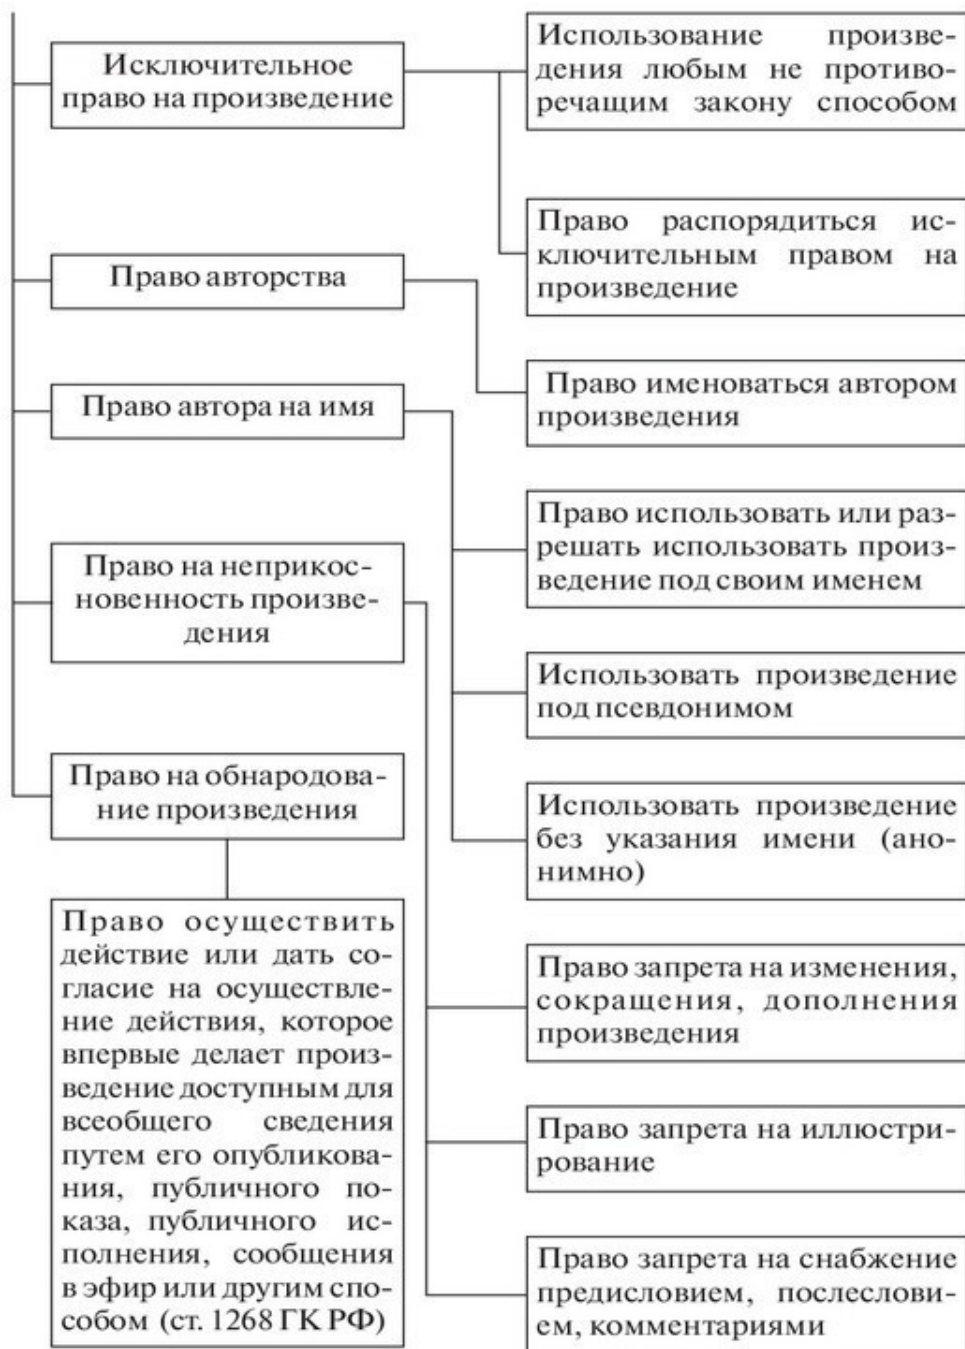 Исключительное
право на произведение
Использование произве-
дения любым не противо-
речащим закону способом
Право распорядиться ис-
ключительным правом на
произведение
Право авторства
Право именоваться автором
произведения
Право автора на имя
Право использовать или раз-
решать использовать произ-
ведение под своим именем
Использовать произведение
под псевдонимом
Использовать произведение
без указания имени (ано-
нимно)
Право на неприкос-
новенность произве-
дения
Право запрета на изменения,
сокращения, дополнения
произведения
Право запрета на иллюстри-
рование
Право запрета на снабжение
предисловием, послеслови-
ем, комментариями
Право на обнародова-
ние произведения
Право осуществить
действие или дать со-
гласие на осуществле-
ние действия, которое
впервые делает произ-
ведение доступным для
всеобщего сведения
путем его опубликова-
ния, публичного по-
каза, публичного ис-
полнения, сообщения
в эфир или другим спо-
собом (ст. 1268 ГК РФ)